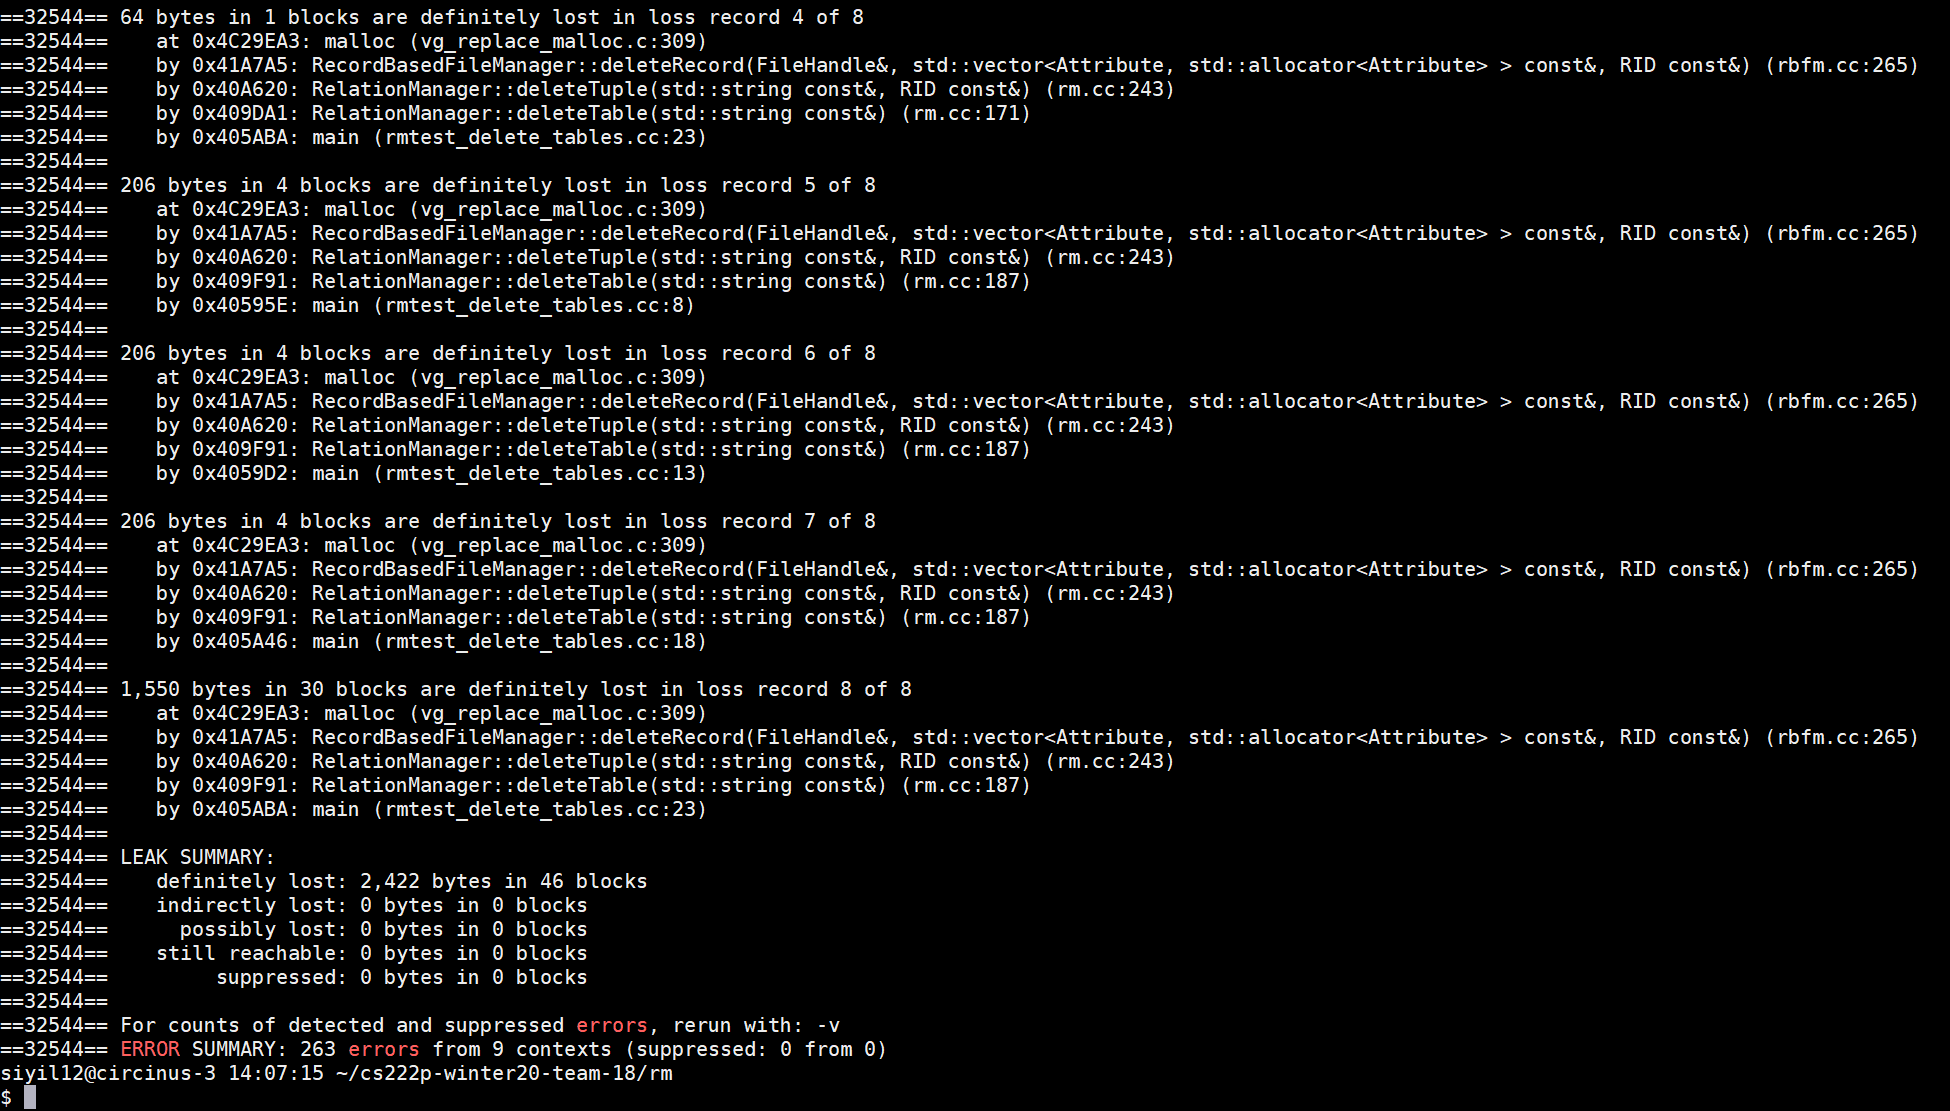 ==32544== 64 bytes in 1 blocks are definitely lost in loss record 4 of 8
==32544==    at 0x4C29EA3: malloc (vg_replace_malloc.c:309)
==32544==    by 0x41A7A5: RecordBasedFileManager::deleteRecord(FileHandle&, std::vector<Attribute, std::allocator<Attribute> > const&, RID const&) (rbfm.cc:265)
==32544==    by 0x40A620: RelationManager::deleteTuple(std::string const&, RID const&) (rm.cc:243)
==32544==    by 0x409DA1: RelationManager::deleteTable(std::string const&) (rm.cc:171)
==32544==    by 0x405ABA: main (rmtest_delete_tables.cc:23)
==32544==
==32544== 206 bytes in 4 blocks are definitely lost in loss record 5 of 8
==32544==    at 0x4C29EA3: malloc (vg_replace_malloc.c:309)
==32544==    by 0x41A7A5: RecordBasedFileManager::deleteRecord(FileHandle&, std::vector<Attribute, std::allocator<Attribute> > const&, RID const&) (rbfm.cc:265)
==32544==    by 0x40A620: RelationManager::deleteTuple(std::string const&, RID const&) (rm.cc:243)
==32544==    by 0x409F91: RelationManager::deleteTable(std::string const&) (rm.cc:187)
==32544==    by 0x40595E: main (rmtest_delete_tables.cc:8)
==32544==
==32544== 206 bytes in 4 blocks are definitely lost in loss record 6 of 8
==32544==    at 0x4C29EA3: malloc (vg_replace_malloc.c:309)
==32544==    by 0x41A7A5: RecordBasedFileManager::deleteRecord(FileHandle&, std::vector<Attribute, std::allocator<Attribute> > const&, RID const&) (rbfm.cc:265)
==32544==    by 0x40A620: RelationManager::deleteTuple(std::string const&, RID const&) (rm.cc:243)
==32544==    by 0x409F91: RelationManager::deleteTable(std::string const&) (rm.cc:187)
==32544==    by 0x4059D2: main (rmtest_delete_tables.cc:13)
==32544==
==32544== 206 bytes in 4 blocks are definitely lost in loss record 7 of 8
==32544==    at 0x4C29EA3: malloc (vg_replace_malloc.c:309)
==32544==    by 0x41A7A5: RecordBasedFileManager::deleteRecord(FileHandle&, std::vector<Attribute, std::allocator<Attribute> > const&, RID const&) (rbfm.cc:265)
==32544==    by 0x40A620: RelationManager::deleteTuple(std::string const&, RID const&) (rm.cc:243)
==32544==    by 0x409F91: RelationManager::deleteTable(std::string const&) (rm.cc:187)
==32544==    by 0x405A46: main (rmtest_delete_tables.cc:18)
==32544==
==32544== 1,550 bytes in 30 blocks are definitely lost in loss record 8 of 8
==32544==    at 0x4C29EA3: malloc (vg_replace_malloc.c:309)
==32544==    by 0x41A7A5: RecordBasedFileManager::deleteRecord(FileHandle&, std::vector<Attribute, std::allocator<Attribute> > const&, RID const&) (rbfm.cc:265)
==32544==    by 0x40A620: RelationManager::deleteTuple(std::string const&, RID const&) (rm.cc:243)
==32544==    by 0x409F91: RelationManager::deleteTable(std::string const&) (rm.cc:187)
==32544==    by 0x405ABA: main (rmtest_delete_tables.cc:23)
==32544==
==32544== LEAK SUMMARY:
==32544==    definitely lost: 2,422 bytes in 46 blocks
==32544==    indirectly lost: 0 bytes in 0 blocks
==32544==      possibly lost: 0 bytes in 0 blocks
==32544==    still reachable: 0 bytes in 0 blocks
==32544==         suppressed: 0 bytes in 0 blocks
==32544==
==32544== For counts of detected and suppressed errors, rerun with: -v
==32544== ERROR SUMMARY: 263 errors from 9 contexts (suppressed: 0 from 0)
siyil12@circinus-3 14:07:15 ~/cs222p-winter20-team-18/rm
$